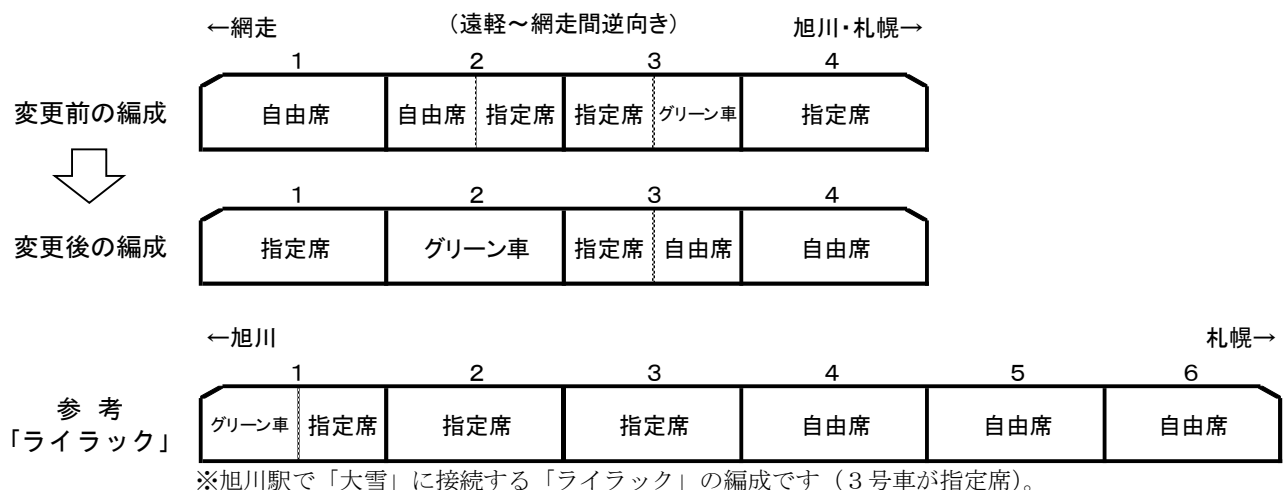 ←網走 (遠軽~網走間逆向き) 旭川・札幌→
1 2 3 4
変更前の編成 自由席 自由席 指定席 指定席 グリーン車 指定席
1 2 3 4
変更後の編成 指定席 グリーン車 指定席 自由席 自由席
←旭川 札幌→
1 2 3 4 5 6
参 考
グリーン車 指定席 指定席 指定席 自由席 自由席 自由席
「ライラック」
※旭川駅で「大雪」に接続する「ライラック」の編成です(3号車が指定席)。